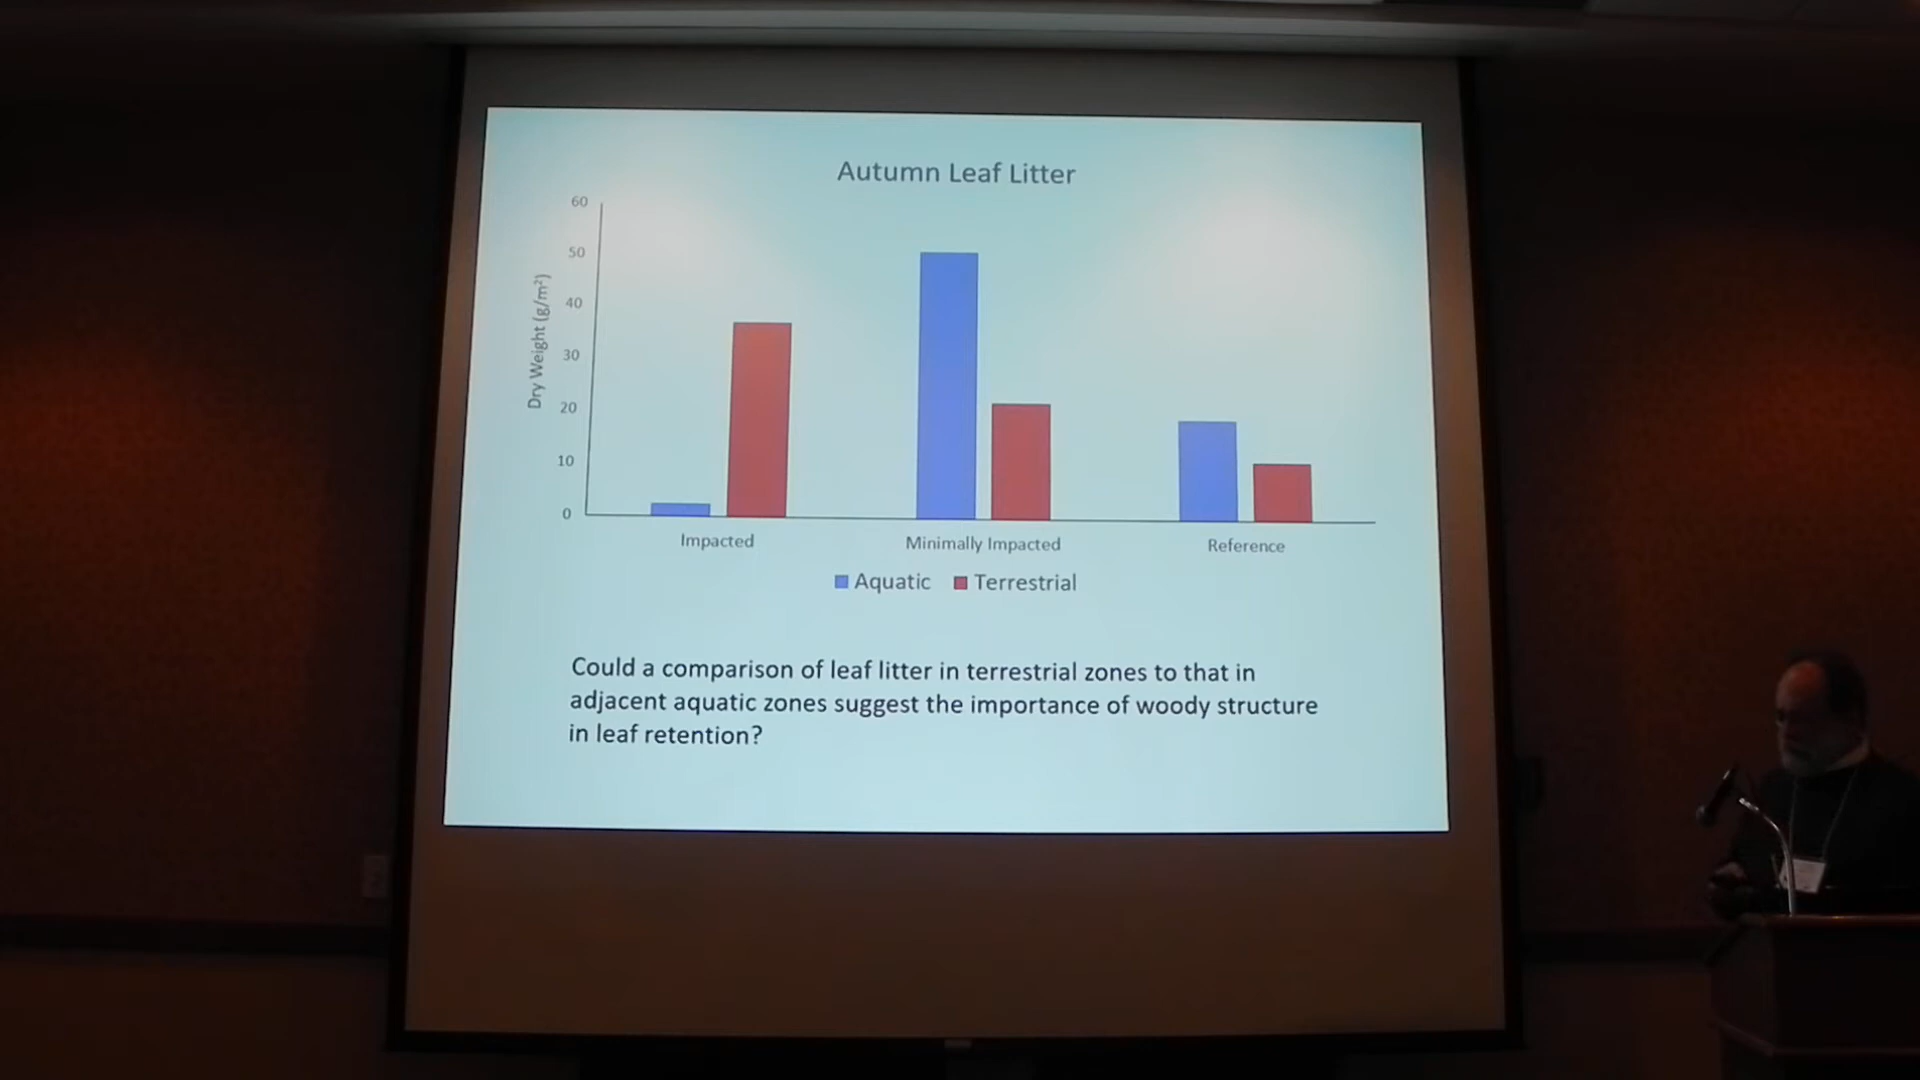 Autumn Leaf Litter
60
50
40
30
20
10
0
Dry Weight (g/m²)
Impacted
Minimally Impacted
Reference
Aquatic
Terrestrial
Could a comparison of leaf litter in terrestrial zones to that in
adjacent aquatic zones suggest the importance of woody structure
in leaf retention?